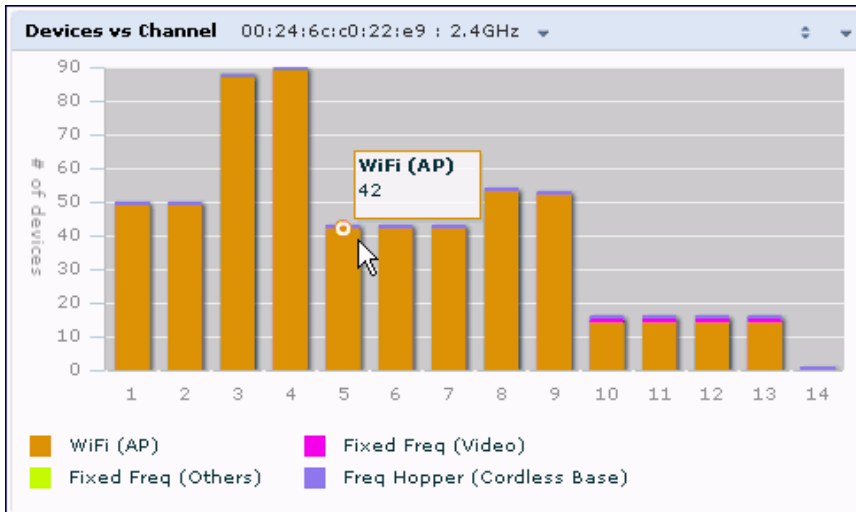 Devices vs Channel 00:24:6c:c0:22:e9 : 2.4GHz
90
80
70
60
50
40
30
20
10
0
# of devices
WiFi (AP)
42
1 2 3 4 5 6 7 8 9 10 11 12 13 14
WiFi (AP) Fixed Freq (Video)
Fixed Freq (Others) Freq Hopper (Cordless Base)